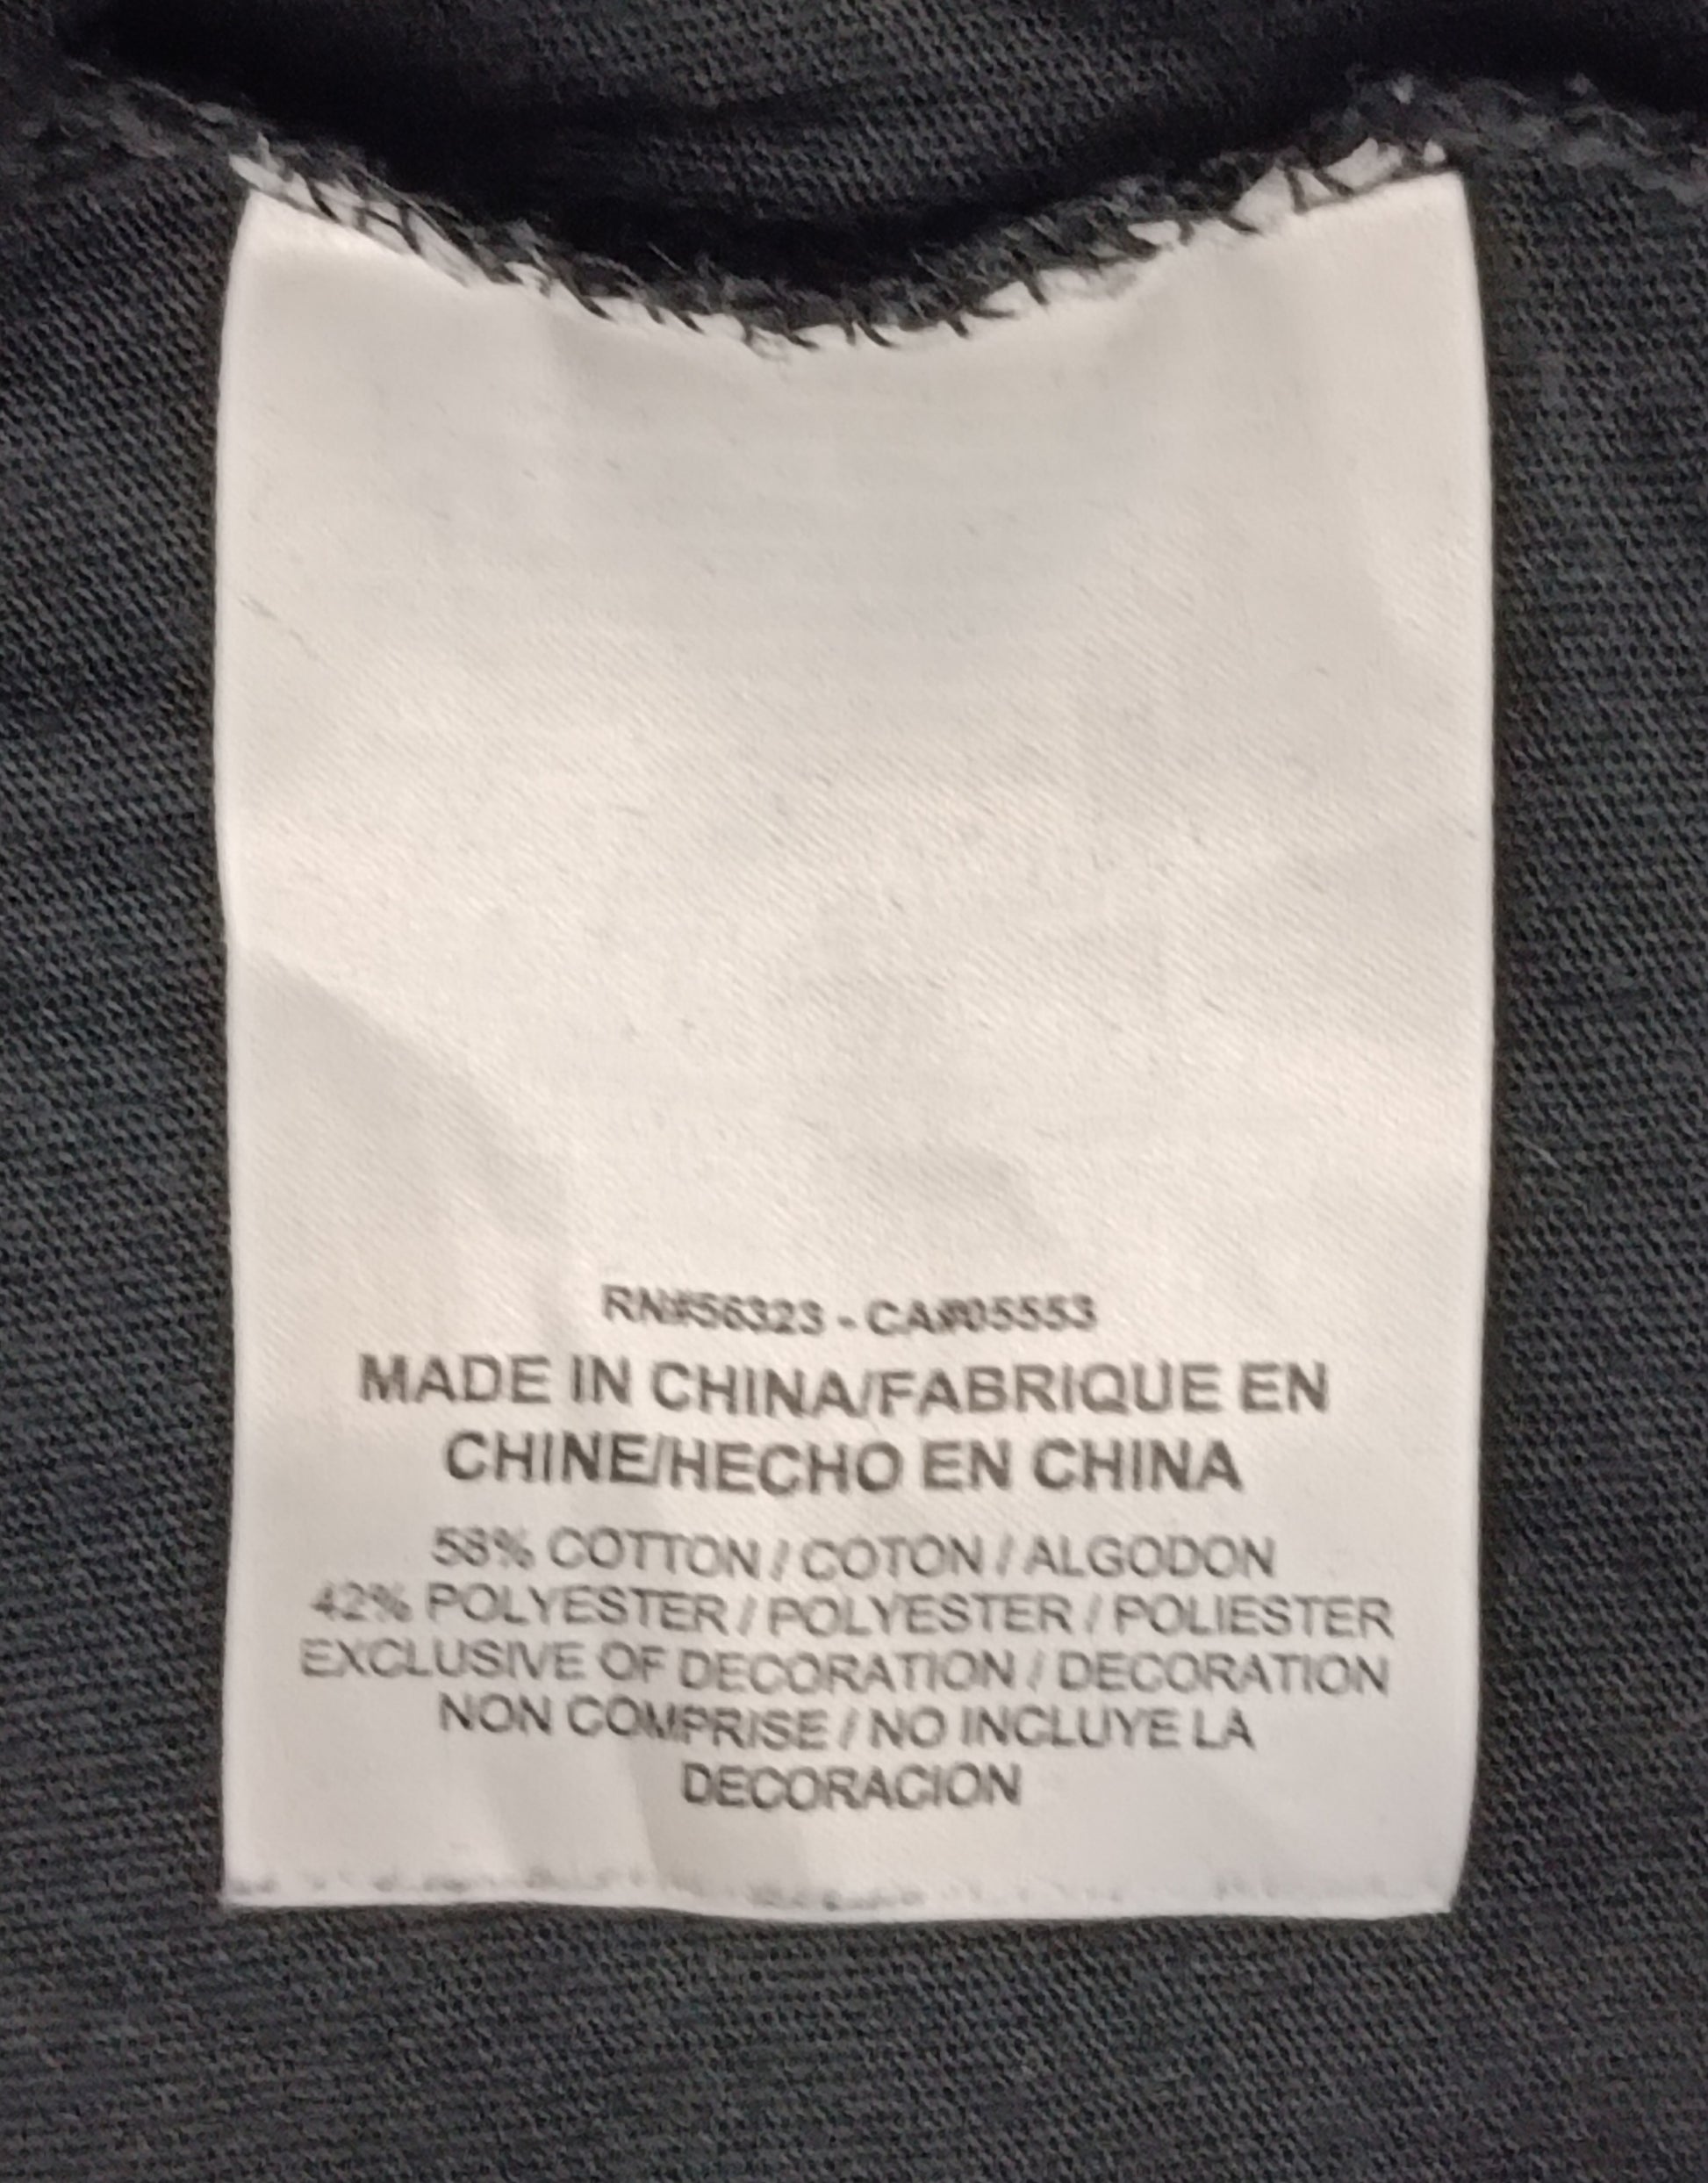 RN#56323 - CA#05553
MADE IN CHINA/FABRIQUE EN
CHINE/HECHO EN CHINA
58% COTTON / COTON / ALGODON
42% POLYESTER / POLYESTER / POLIESTER
EXCLUSIVE OF DECORATION / DECORATION
NON COMPRISE / NO INCLUYE LA
DECORACION